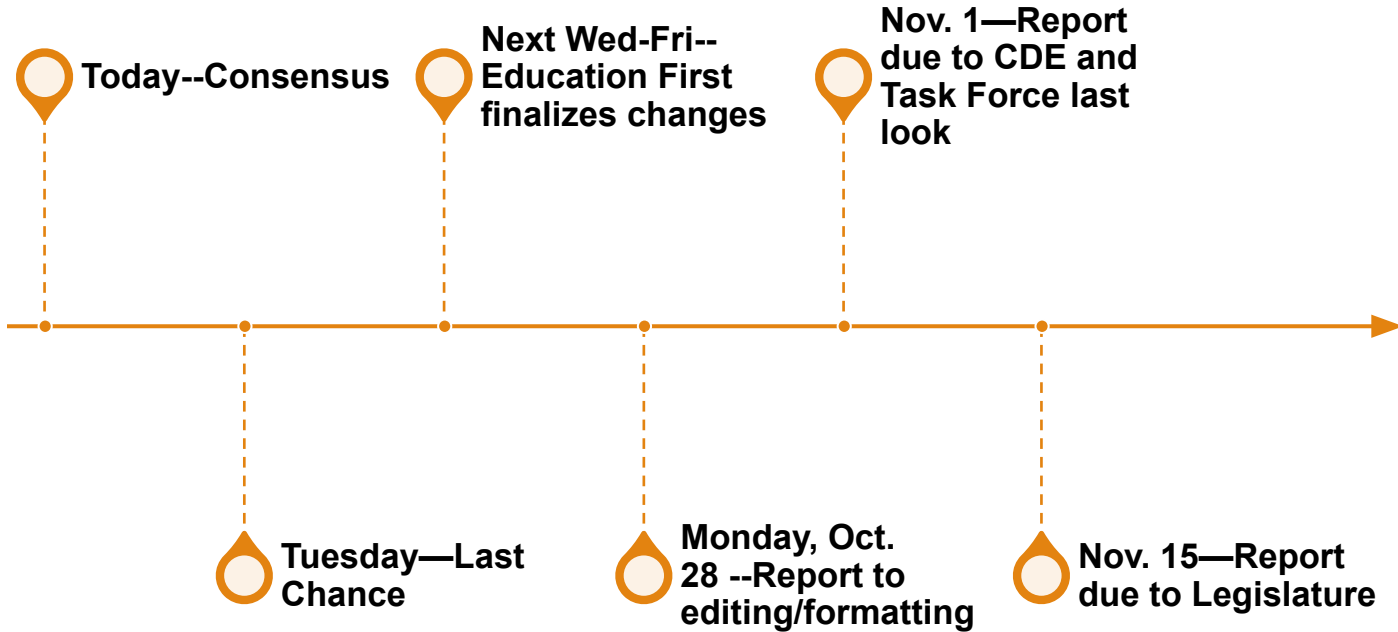 Today--Consensus
Tuesday—Last
Chance
Next Wed-Fri--
Education First
finalizes changes
Monday, Oct.
28 --Report to
editing/formatting
Nov. 1—Report
due to CDE and
Task Force last
look
Nov. 15—Report
due to Legislature